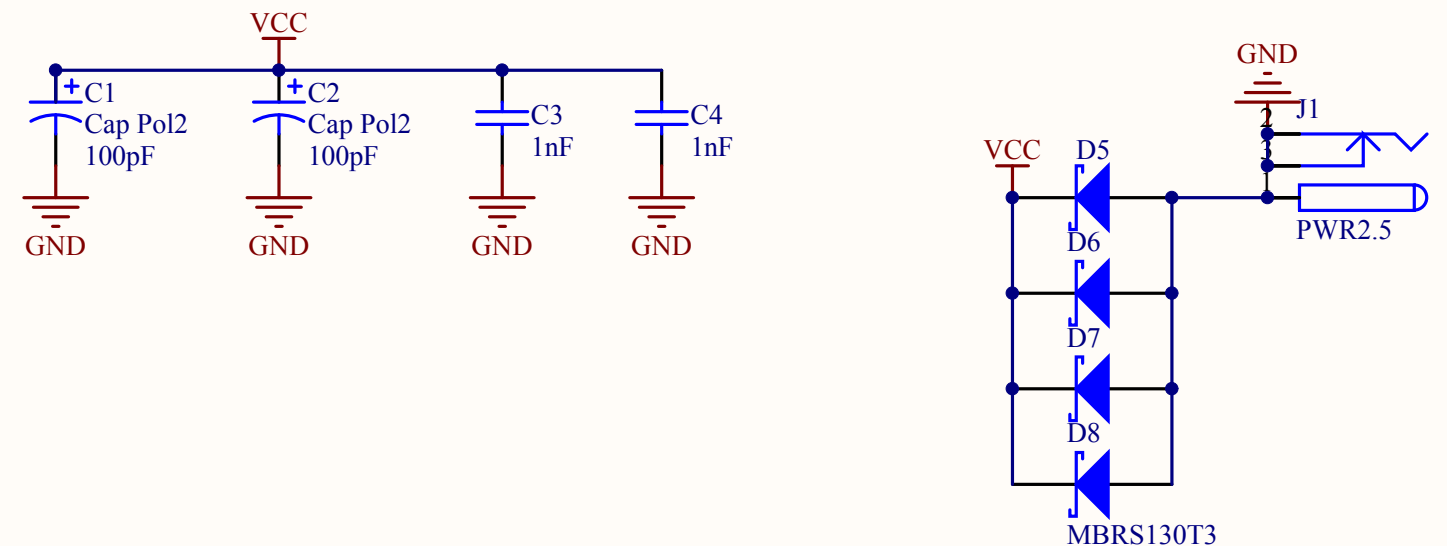 VCC
+ C1
Cap Pol2
100pF
GND
+ C2
Cap Pol2
100pF
GND
C3
1nF
GND
C4
1nF
GND
GND
J1
2
3
1
PWR2.5
VCC
D5
D6
D7
D8
MBRS130T3